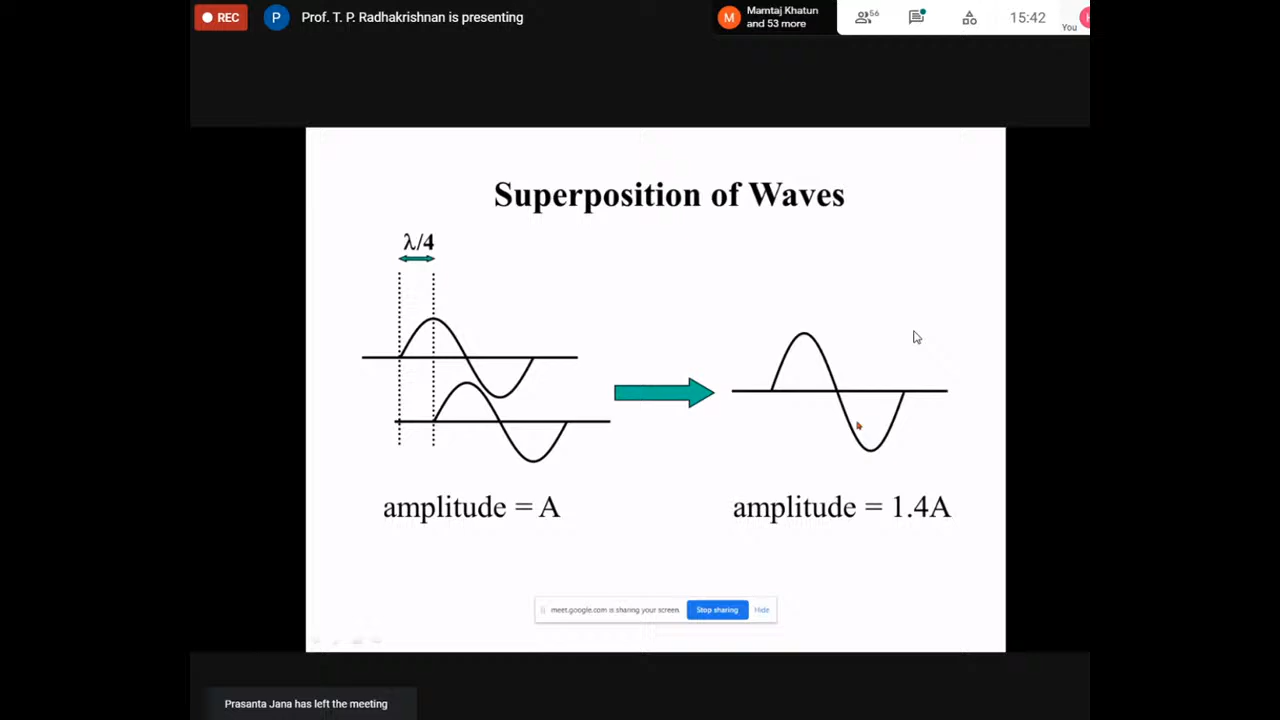 REC
P
Prof. T. P. Radhakrishnan is presenting
M
Mamtaj Khatun
and 53 more
56
15:42
You
Superposition of Waves
λ/4
amplitude = A
amplitude = 1.4A
meet.google.com is sharing your screen.
Stop sharing
Hide
Prasanta Jana has left the meeting